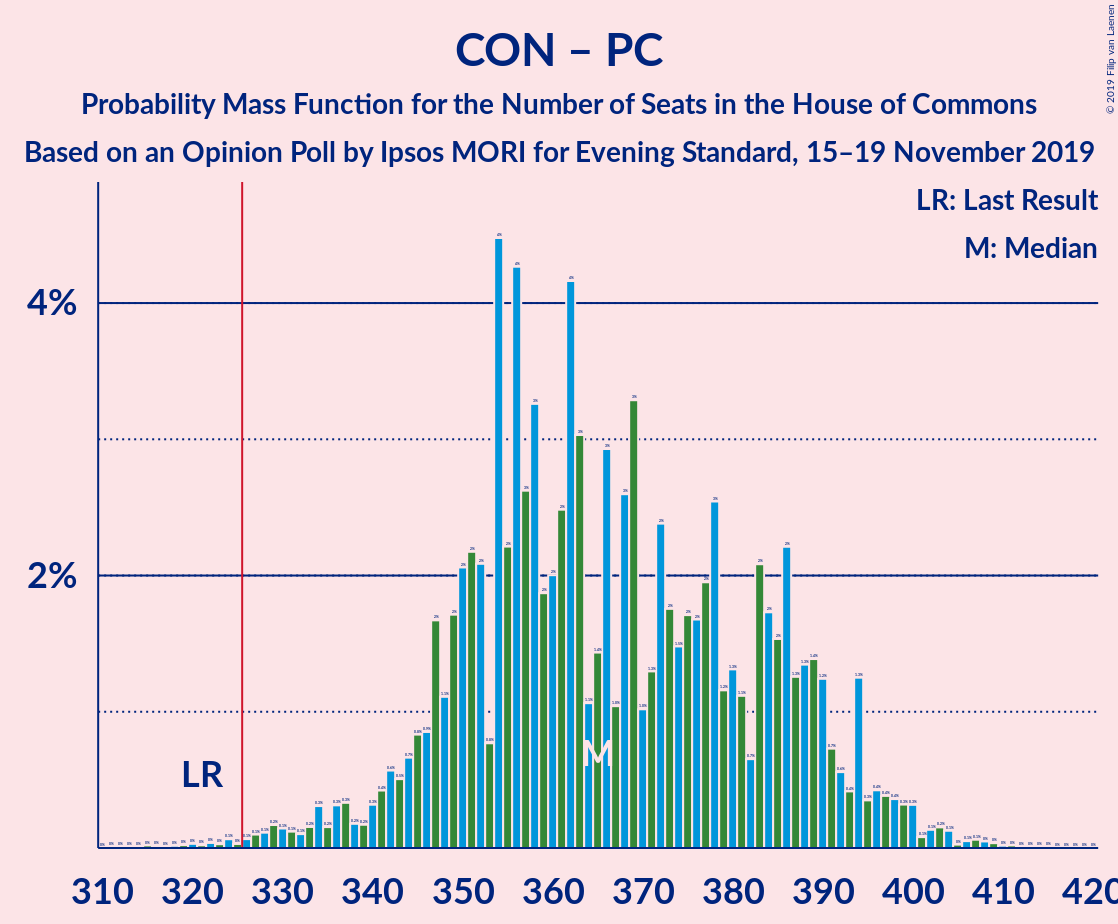 CON – PC
Probability Mass Function for the Number of Seats in the House of Commons
Based on an Opinion Poll by Ipsos MORI for Evening Standard, 15–19 November 2019
© 2019 Filip van Laenen
LR: Last Result
M: Median
4%
2%
LR
M
310 320 330 340 350 360 370 380 390 400 410 420